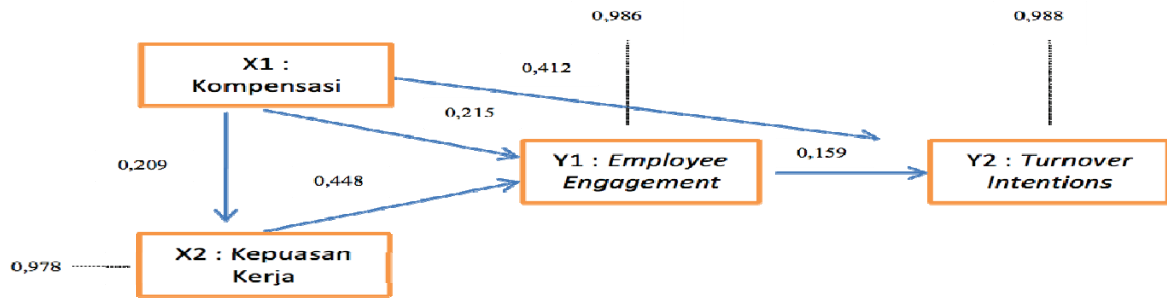 0,986
0,988
X1 :
Kompensasi
0,412
0,215
0,209
Y1 : Employee
Engagement
0,159
Y2 : Turnover
Intentions
0,448
X2 : Kepuasan
Kerja
0,978